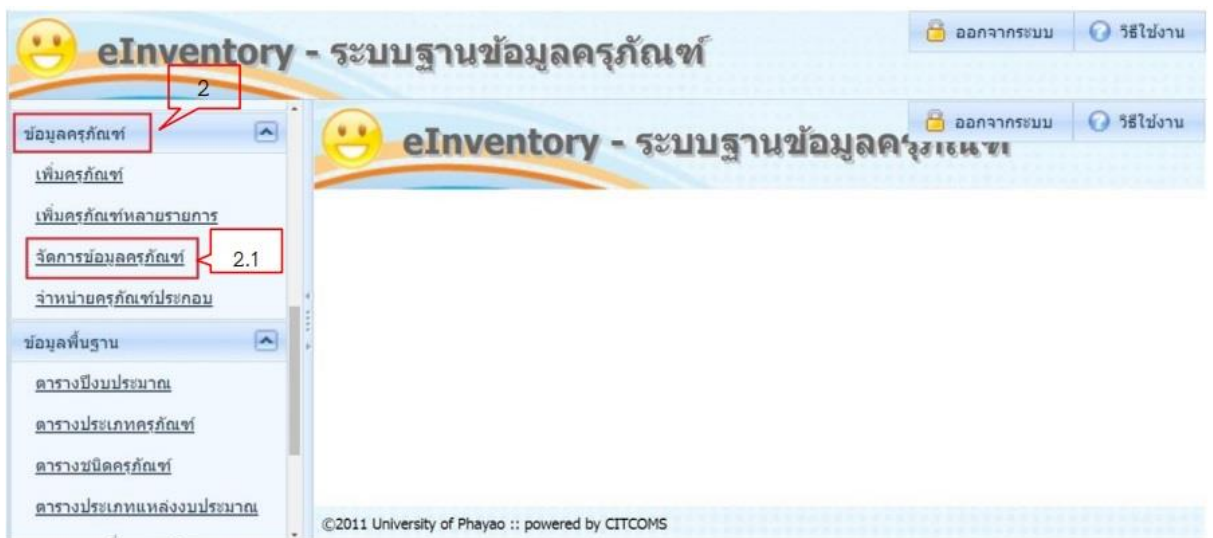 eInventory - ระบบฐานข้อมูลครุภัณฑ์
ออกจากระบบ
วิธีใช้งาน
2
ข้อมูลครุภัณฑ์
เพิ่มครุภัณฑ์
เพิ่มครุภัณฑ์หลายรายการ
จัดการข้อมูลครุภัณฑ์
2.1
จำหน่ายครุภัณฑ์ประกอบ
ข้อมูลพื้นฐาน
ตารางปีงบประมาณ
ตารางประเภทครุภัณฑ์
ตารางชนิดครุภัณฑ์
ตารางประเภทแหล่งงบประมาณ
eInventory - ระบบฐานข้อมูลครุภัณฑ์
ออกจากระบบ
วิธีใช้งาน
©2011 University of Phayao :: powered by CITCOMS